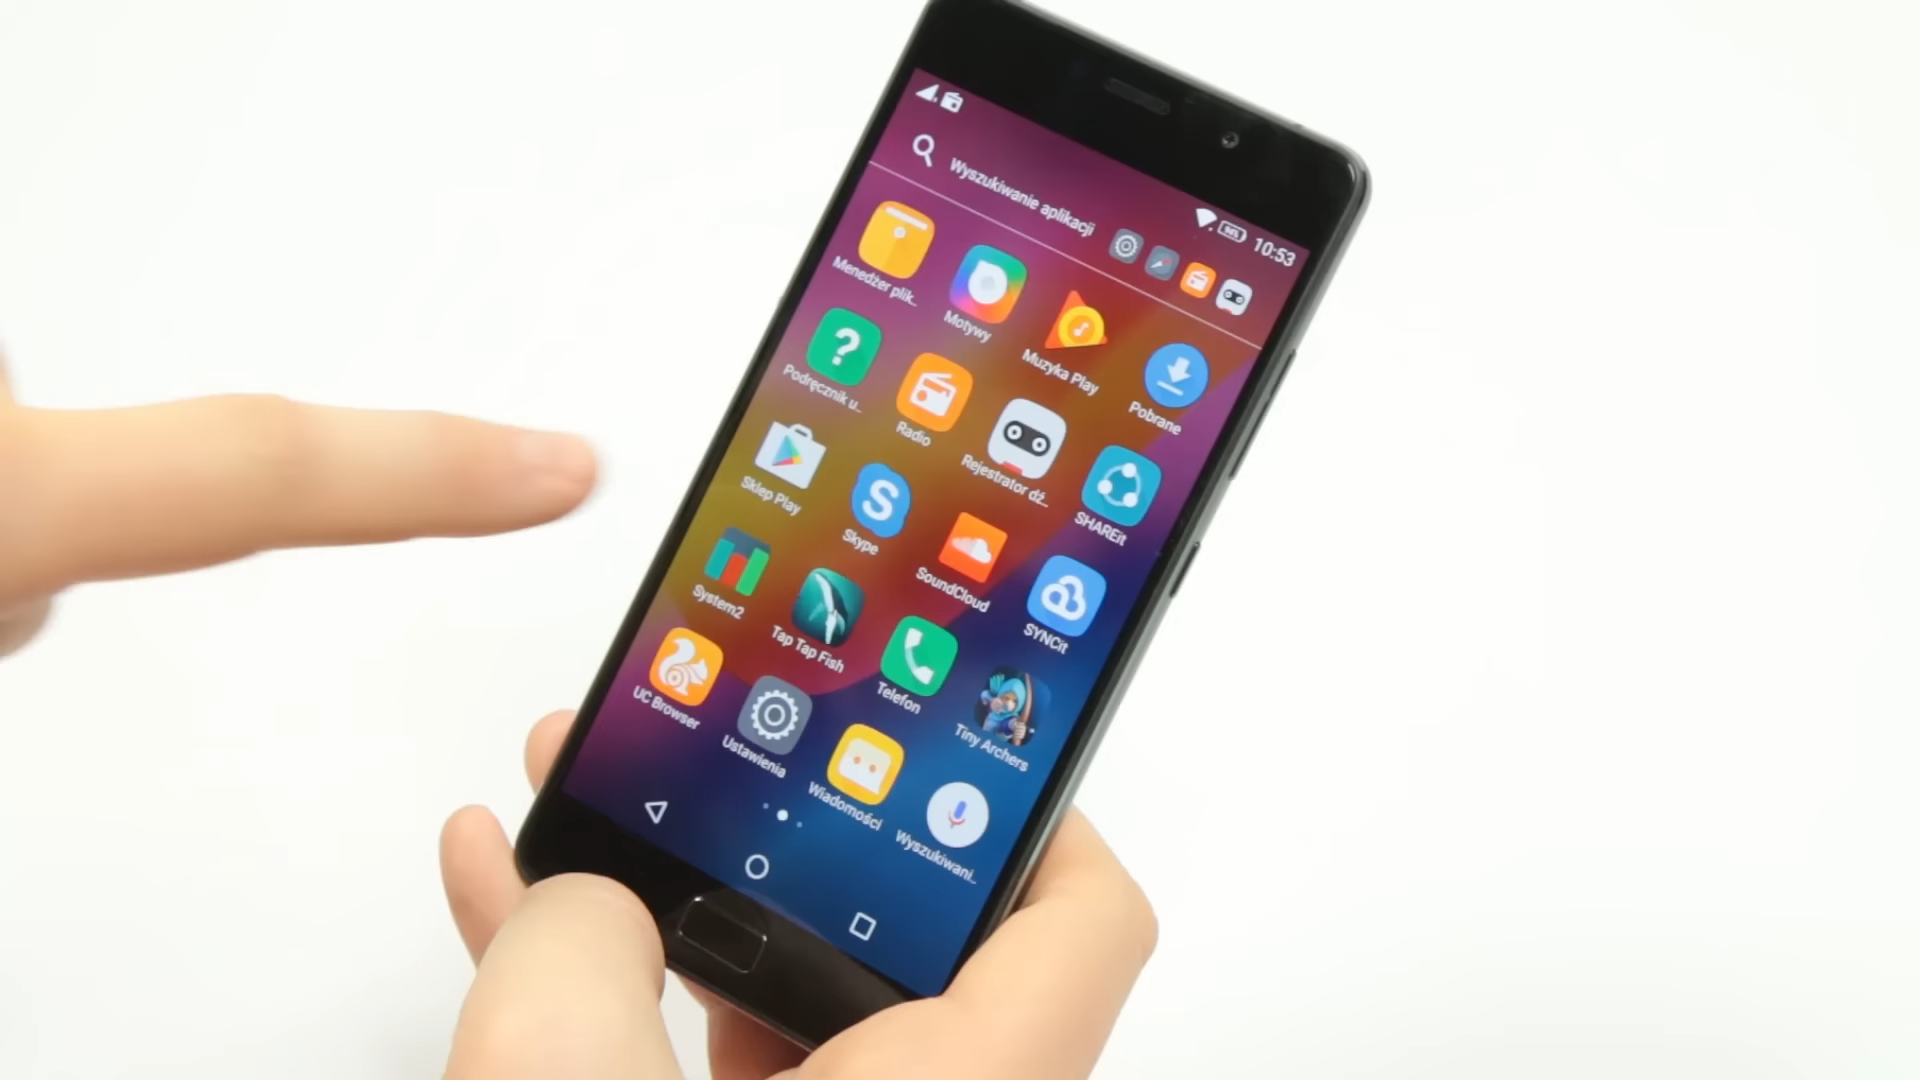 94% 10:53
Wyszukiwanie aplikacji
Menedżer plik...
Motywy
Muzyka Play
Pobrane
Podręcznik u...
Radio
Rejestrator dź...
SHAREit
Sklep Play
Skype
SoundCloud
SYNCit
System2
Tap Tap Fish
Telefon
Tiny Archers
UC Browser
Ustawienia
Wiadomości
Wyszukiwani...